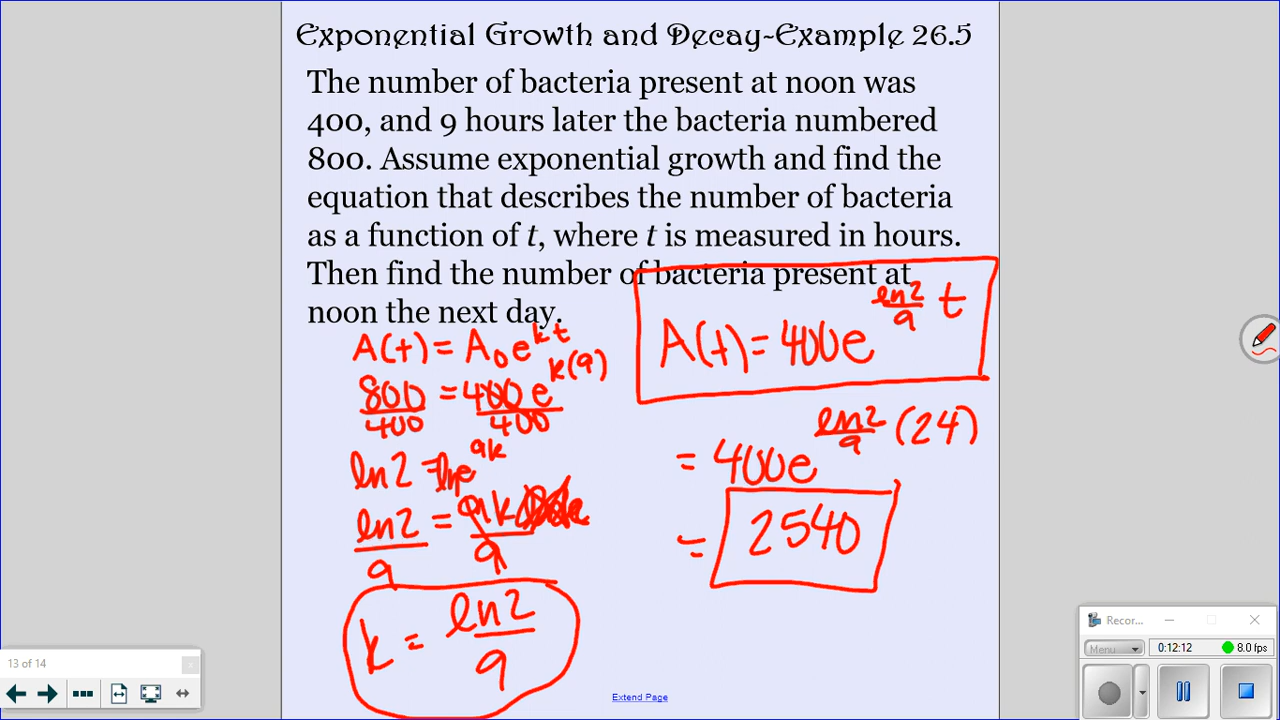 Exponential Growth and Decay-Example 26.5
The number of bacteria present at noon was
400, and 9 hours later the bacteria numbered
800. Assume exponential growth and find the
equation that describes the number of bacteria
as a function of t, where t is measured in hours.
Then find the number of bacteria present at
noon the next day.
A(t) = A₀e^kt
800 = 400e^k(9)
400 400
ln2 = lne^9k
ln2 = 9k
9 9
k = ln2/9
A(t) = 400e^(ln2/9)t
= 400e^(ln2/9)(24)
= 2540
Extend Page
13 of 14
x
Recor...
Menu
0:12:12
8.0 fps